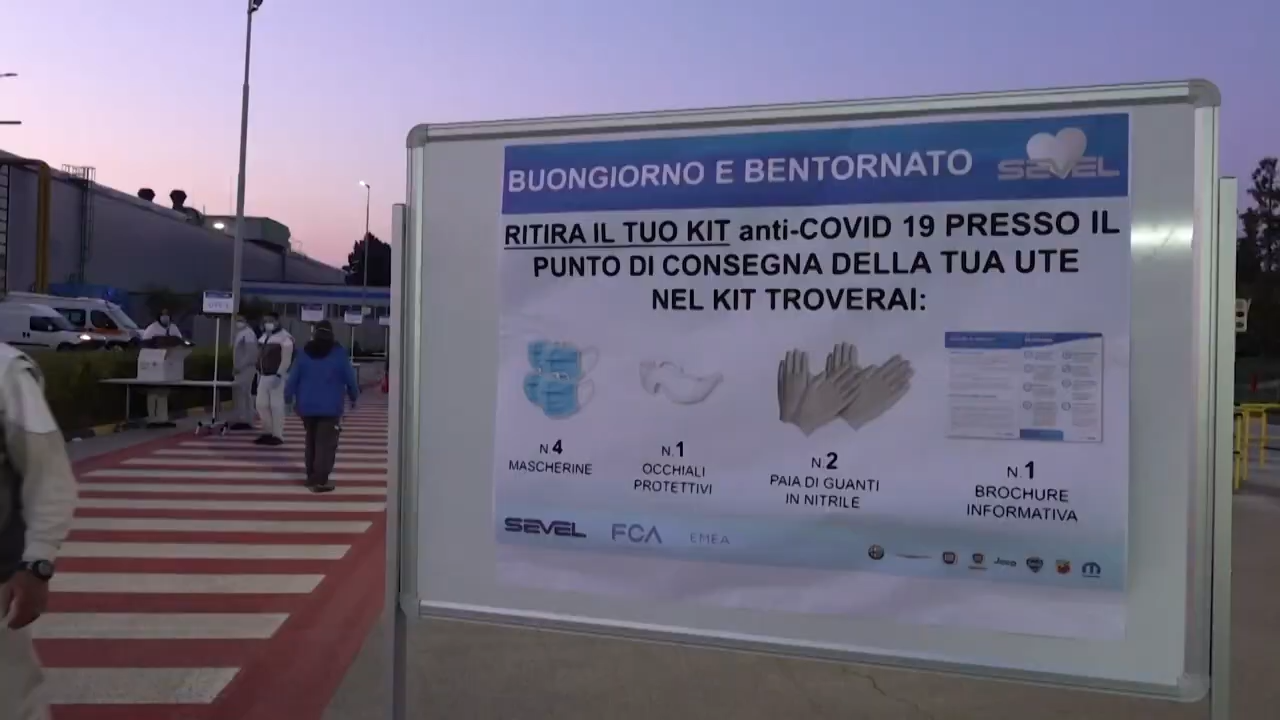 BUONGIORNO E BENTORNATO
SEVEL
RITIRA IL TUO KIT anti-COVID 19 PRESSO IL
PUNTO DI CONSEGNA DELLA TUA UTE
NEL KIT TROVERAI:
N 4
MASCHERINE
N.1
OCCHIALI
PROTETTIVI
N.2
PAIA DI GUANTI
IN NITRILE
N.1
BROCHURE
INFORMATIVA
SEVEL FCA EMEA
Jeep